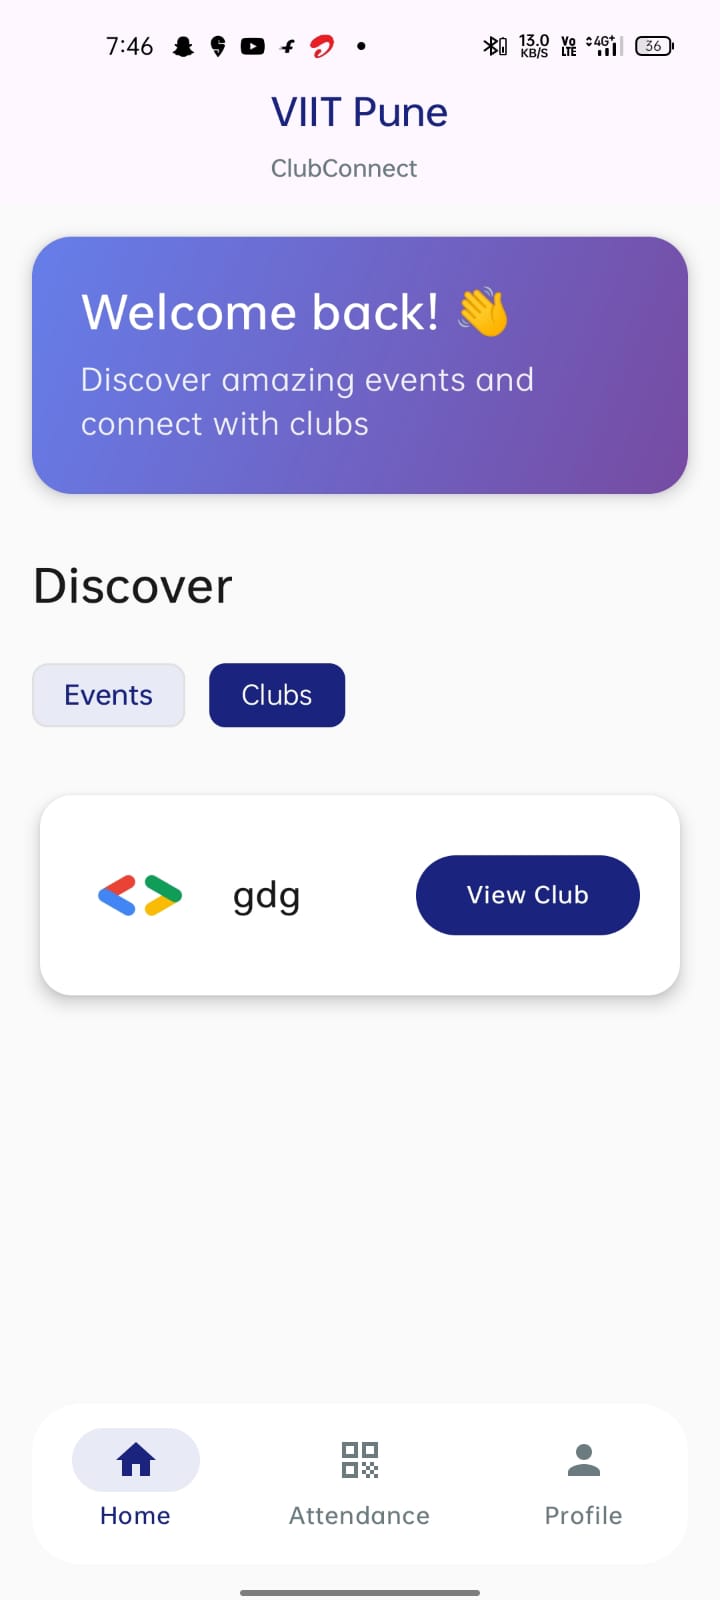 7:46 13.0 KB/S Vo LTE 4G+ 36
VIIT Pune
ClubConnect
Welcome back! 👋
Discover amazing events and
connect with clubs
Discover
Events Clubs
gdg View Club
Home Attendance Profile